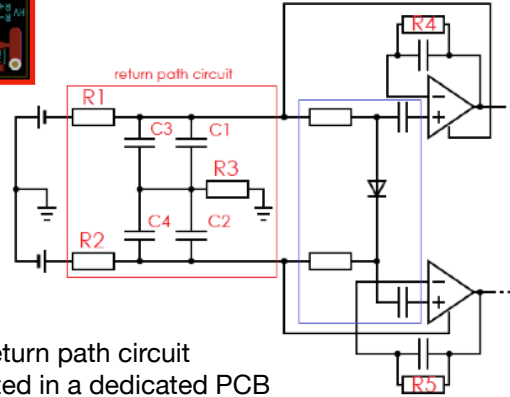 HV
return path circuit
R4
R1
C3
C1
R3
C4
C2
R2
R5
eturn path circuit
ted in a dedicated PCB